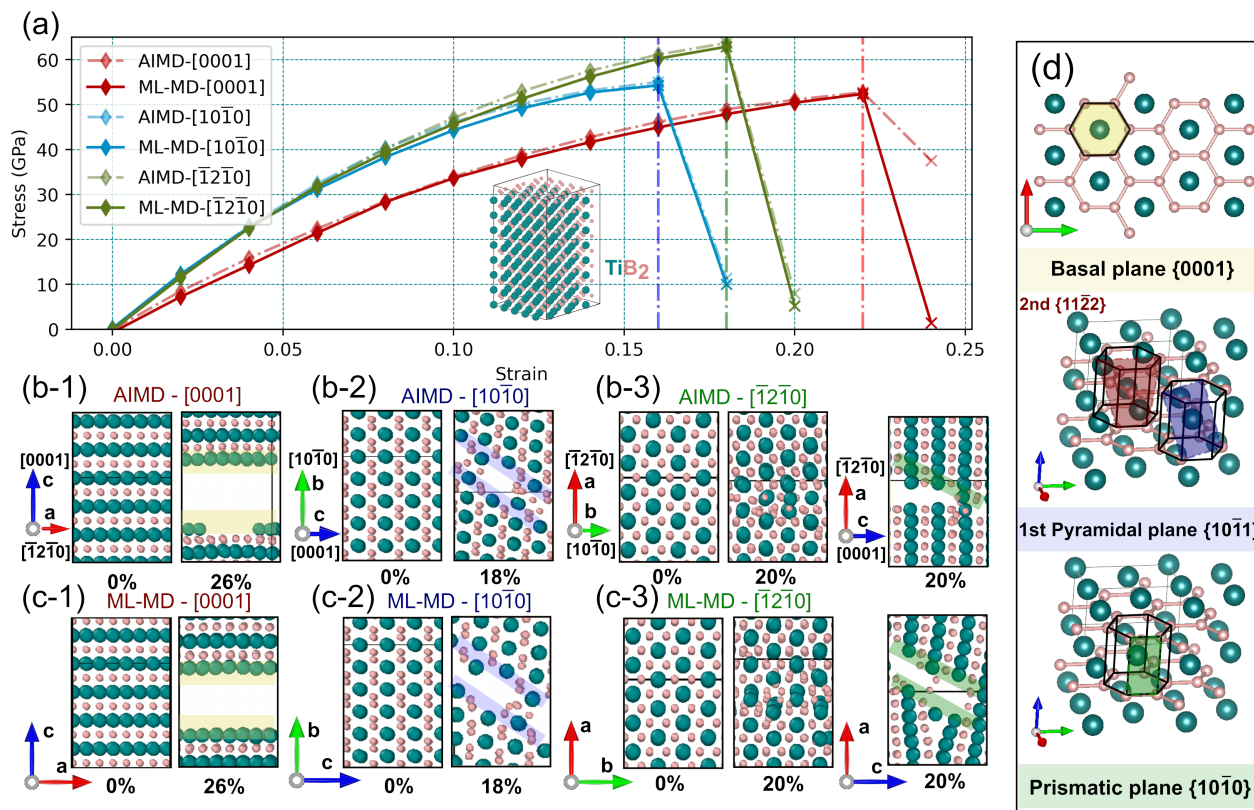 (a)
Stress (GPa)
60
50
40
30
20
10
0
AIMD-[0001]
ML-MD-[0001]
AIMD-[101̅0]
ML-MD-[101̅0]
AIMD-[1̅21̅0]
ML-MD-[1̅21̅0]
TiB2
0.00 0.05 0.10 0.15 0.20 0.25
Strain
(b-1)
AIMD - [0001]
[0001]
c
a
[1̅21̅0]
0% 26%
(b-2)
AIMD - [101̅0]
[101̅0]
b
c
[0001]
0% 18%
(b-3)
AIMD - [1̅21̅0]
[1̅21̅0]
a
b
[101̅0]
0% 20%
[1̅21̅0]
a
c
[0001]
20%
(c-1)
ML-MD - [0001]
c
a
0% 26%
(c-2)
ML-MD - [101̅0]
b
c
0% 18%
(c-3)
ML-MD - [1̅21̅0]
a
b
0% 20%
a
c
20%
(d)
Basal plane {0001}
2nd {112̅2}
1st Pyramidal plane {101̅1}
Prismatic plane {101̅0}